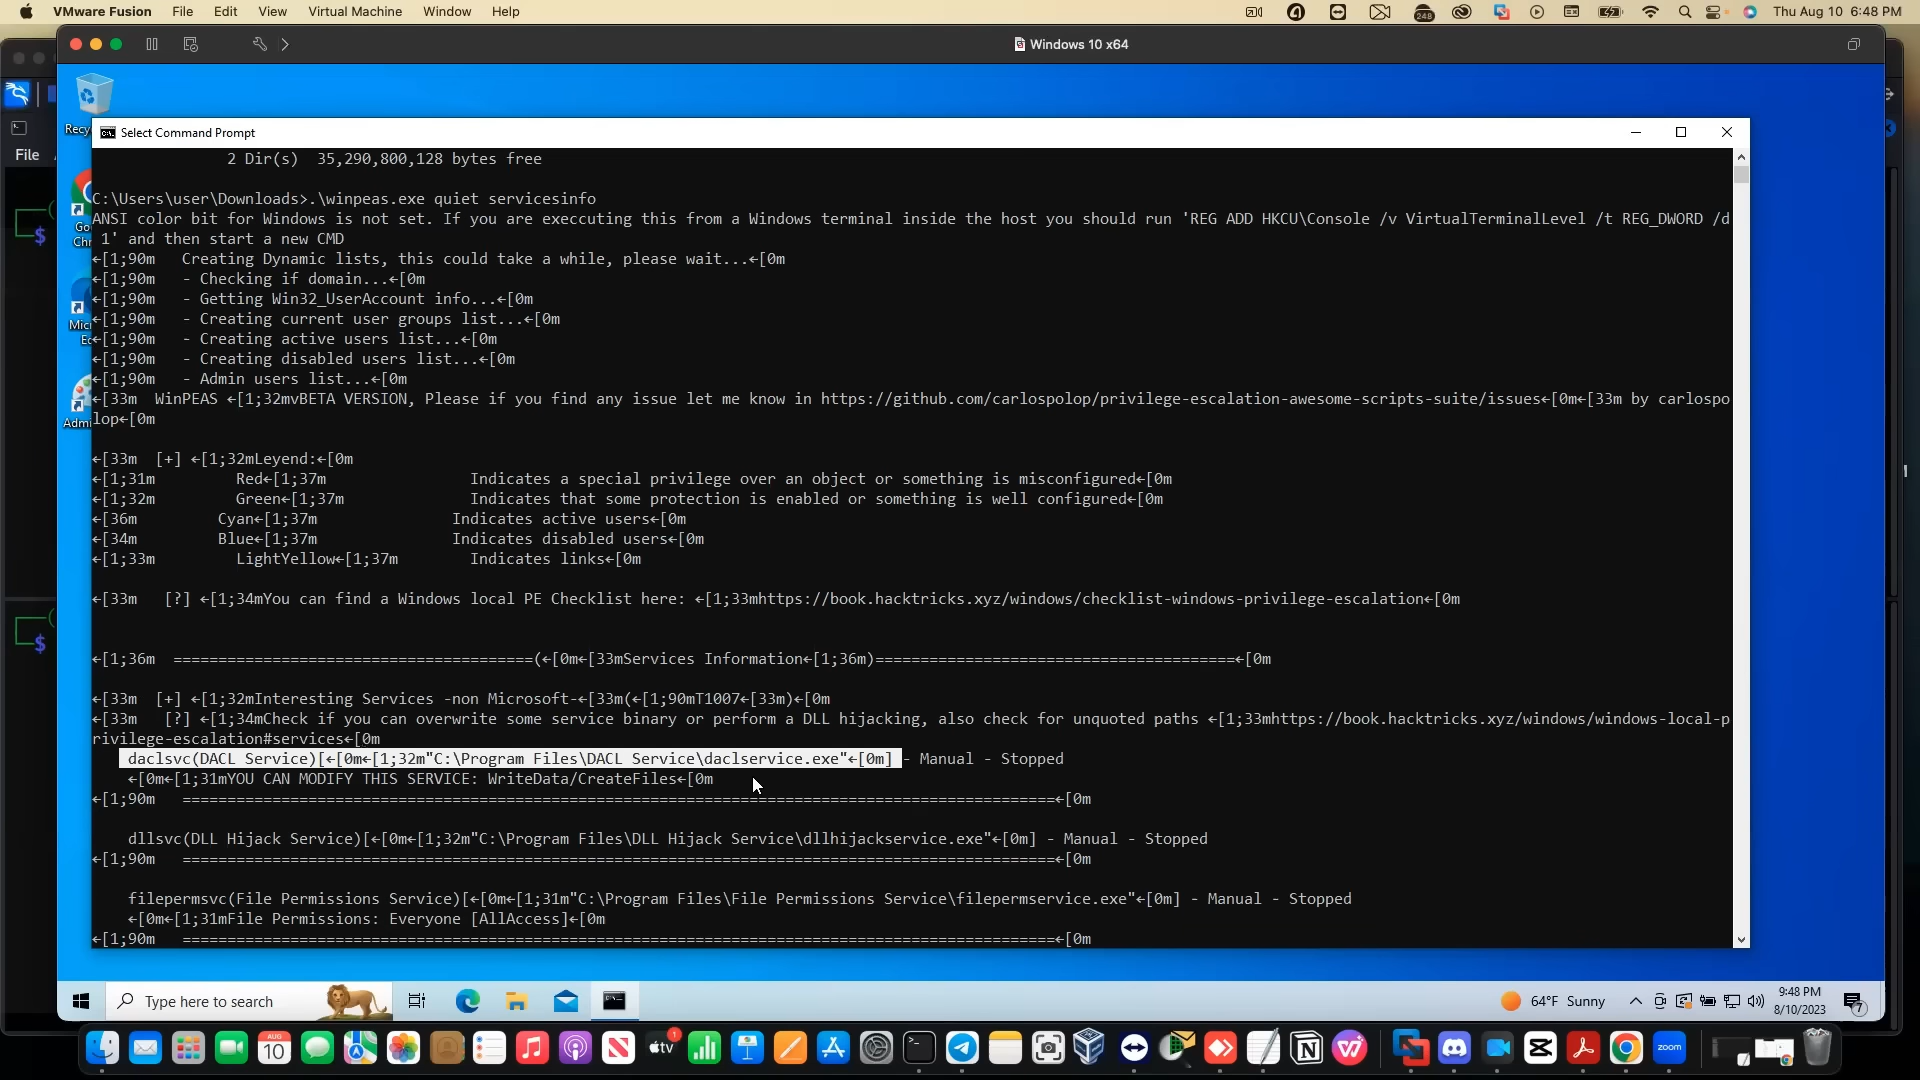 VMware Fusion File Edit View Virtual Machine Window Help
248
Thu Aug 10 6:48 PM
Windows 10 x64
File
Select Command Prompt
2 Dir(s)  35,290,800,128 bytes free
C:\Users\user\Downloads>.\winpeas.exe quiet servicesinfo
ANSI color bit for Windows is not set. If you are execcuting this from a Windows terminal inside the host you should run 'REG ADD HKCU\Console /v VirtualTerminalLevel /t REG_DWORD /d
1' and then start a new CMD
←[1;90m   Creating Dynamic lists, this could take a while, please wait...←[0m
←[1;90m   - Checking if domain...←[0m
←[1;90m   - Getting Win32_UserAccount info...←[0m
←[1;90m   - Creating current user groups list...←[0m
←[1;90m   - Creating active users list...←[0m
←[1;90m   - Creating disabled users list...←[0m
←[1;90m   - Admin users list...←[0m
←[33m  WinPEAS ←[1;32mvBETA VERSION, Please if you find any issue let me know in https://github.com/carlospolop/privilege-escalation-awesome-scripts-suite/issues←[0m←[33m by carlospo
lop←[0m
←[33m  [+] ←[1;32mLeyend:←[0m
←[1;31m         Red←[1;37m                Indicates a special privilege over an object or something is misconfigured←[0m
←[1;32m         Green←[1;37m              Indicates that some protection is enabled or something is well configured←[0m
←[36m         Cyan←[1;37m               Indicates active users←[0m
←[34m         Blue←[1;37m               Indicates disabled users←[0m
←[1;33m         LightYellow←[1;37m        Indicates links←[0m
←[33m   [?] ←[1;34mYou can find a Windows local PE Checklist here: ←[1;33mhttps://book.hacktricks.xyz/windows/checklist-windows-privilege-escalation←[0m
←[1;36m  ========================================(←[0m←[33mServices Information←[1;36m)========================================←[0m
←[33m  [+] ←[1;32mInteresting Services -non Microsoft-←[33m(←[1;90mT1007←[33m)←[0m
←[33m   [?] ←[1;34mCheck if you can overwrite some service binary or perform a DLL hijacking, also check for unquoted paths ←[1;33mhttps://book.hacktricks.xyz/windows/windows-local-p
rivilege-escalation#services←[0m
daclsvc(DACL Service)[←[0m←[1;32m"C:\Program Files\DACL Service\daclservice.exe"←[0m] - Manual - Stopped
←[0m←[1;31mYOU CAN MODIFY THIS SERVICE: WriteData/CreateFiles←[0m
←[1;90m   =================================================================================================←[0m
dllsvc(DLL Hijack Service)[←[0m←[1;32m"C:\Program Files\DLL Hijack Service\dllhijackservice.exe"←[0m] - Manual - Stopped
←[1;90m   =================================================================================================←[0m
filepermsvc(File Permissions Service)[←[0m←[1;31m"C:\Program Files\File Permissions Service\filepermservice.exe"←[0m] - Manual - Stopped
←[0m←[1;31mFile Permissions: Everyone [AllAccess]←[0m
←[1;90m   =================================================================================================←[0m
Type here to search
64°F Sunny
9:48 PM
8/10/2023
7
AUG
10
tv
1
zoom